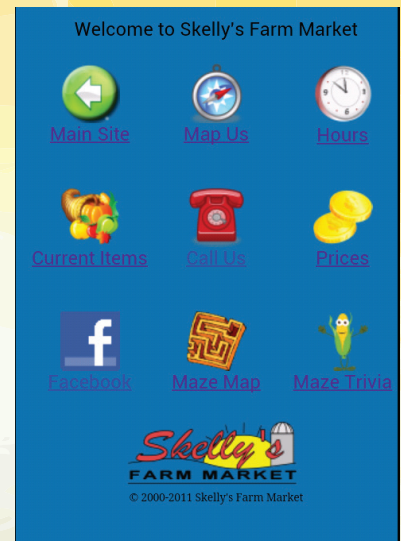 Welcome to Skelly's Farm Market
Main Site Map Us Hours
Current Items Call Us Prices
f
Facebook Maze Map Maze Trivia
Skelly's
FARM MARKET
© 2000-2011 Skelly's Farm Market